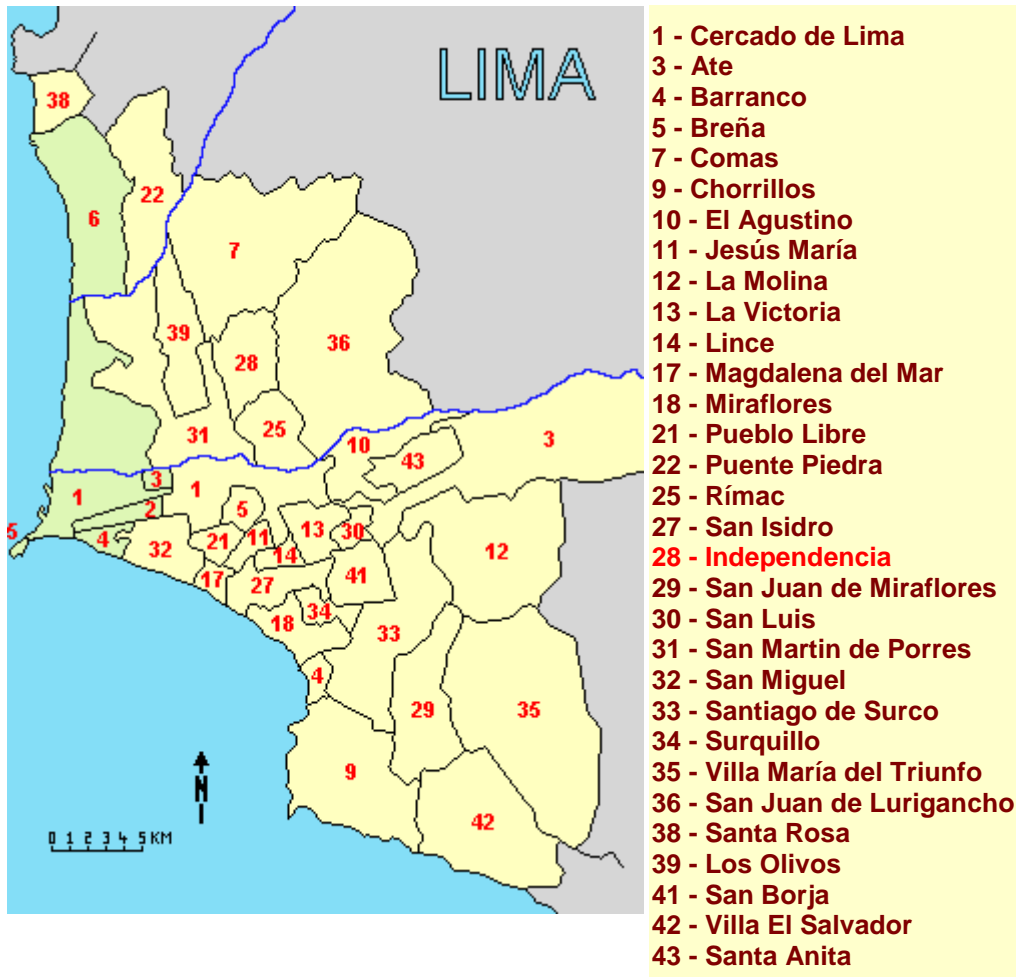 LIMA
38
6
22
7
39
28
36
31
25
10
43
3
3
1
1
2
5
5
4
32
21
11
13
30
14
12
17
27
41
18
34
33
4
29
35
9
42
N
0 1 2 3 4 5 KM
1 - Cercado de Lima
3 - Ate
4 - Barranco
5 - Breña
7 - Comas
9 - Chorrillos
10 - El Agustino
11 - Jesús María
12 - La Molina
13 - La Victoria
14 - Lince
17 - Magdalena del Mar
18 - Miraflores
21 - Pueblo Libre
22 - Puente Piedra
25 - Rímac
27 - San Isidro
28 - Independencia
29 - San Juan de Miraflores
30 - San Luis
31 - San Martin de Porres
32 - San Miguel
33 - Santiago de Surco
34 - Surquillo
35 - Villa María del Triunfo
36 - San Juan de Lurigancho
38 - Santa Rosa
39 - Los Olivos
41 - San Borja
42 - Villa El Salvador
43 - Santa Anita